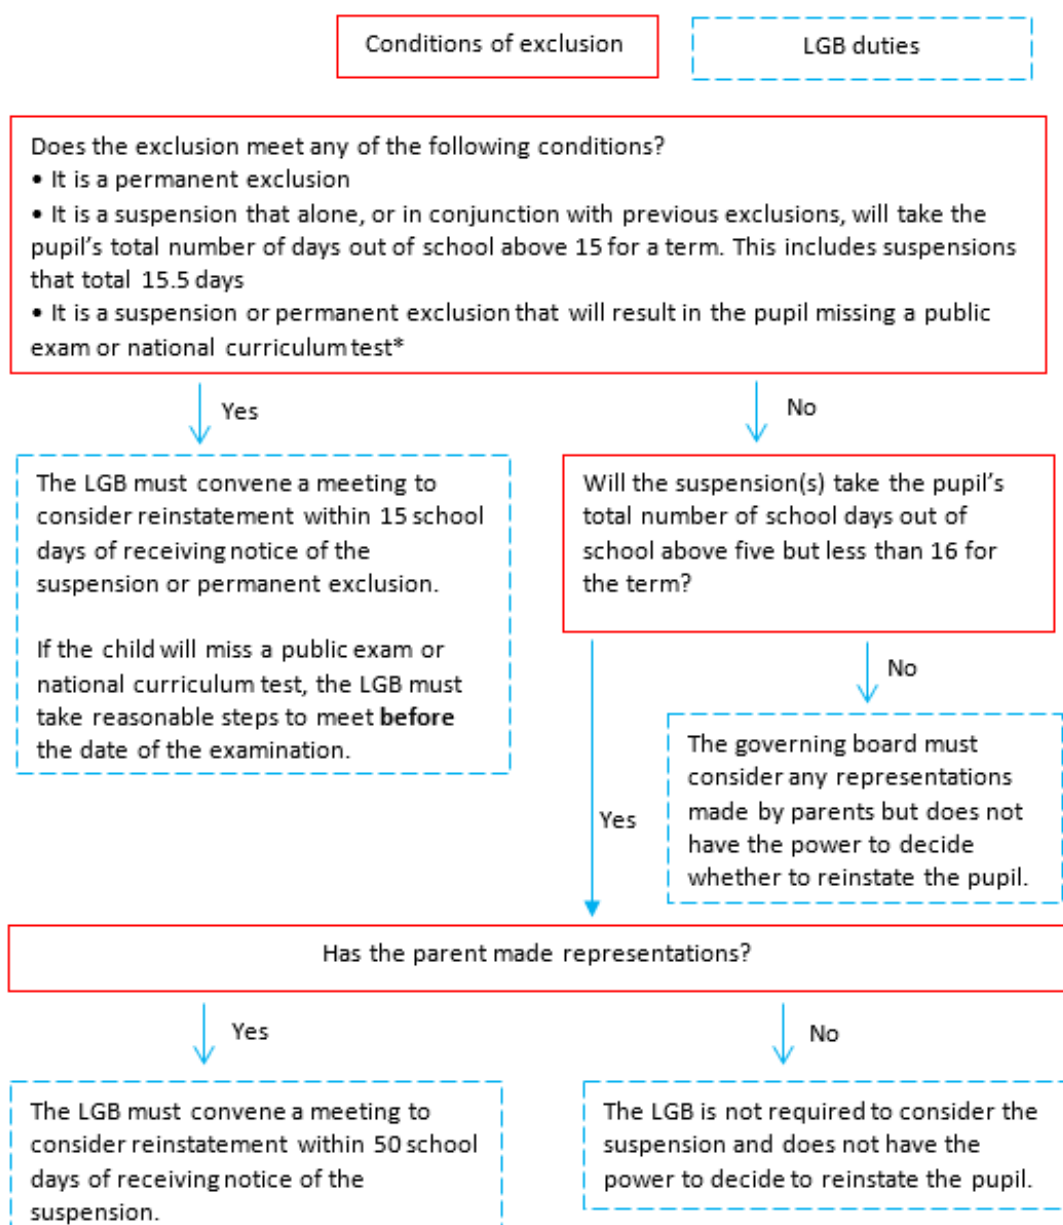 Conditions of exclusion
LGB duties
Does the exclusion meet any of the following conditions?
• It is a permanent exclusion
• It is a suspension that alone, or in conjunction with previous exclusions, will take the
pupil's total number of days out of school above 15 for a term. This includes suspensions
that total 15.5 days
• It is a suspension or permanent exclusion that will result in the pupil missing a public
exam or national curriculum test*
Yes
No
The LGB must convene a meeting to
consider reinstatement within 15 school
days of receiving notice of the
suspension or permanent exclusion.
If the child will miss a public exam or
national curriculum test, the LGB must
take reasonable steps to meet before
the date of the examination.
Will the suspension(s) take the pupil's
total number of school days out of
school above five but less than 16 for
the term?
No
The governing board must
consider any representations
made by parents but does not
have the power to decide
whether to reinstate the pupil.
Yes
Has the parent made representations?
Yes
No
The LGB must convene a meeting to
consider reinstatement within 50 school
days of receiving notice of the
suspension.
The LGB is not required to consider the
suspension and does not have the
power to decide to reinstate the pupil.